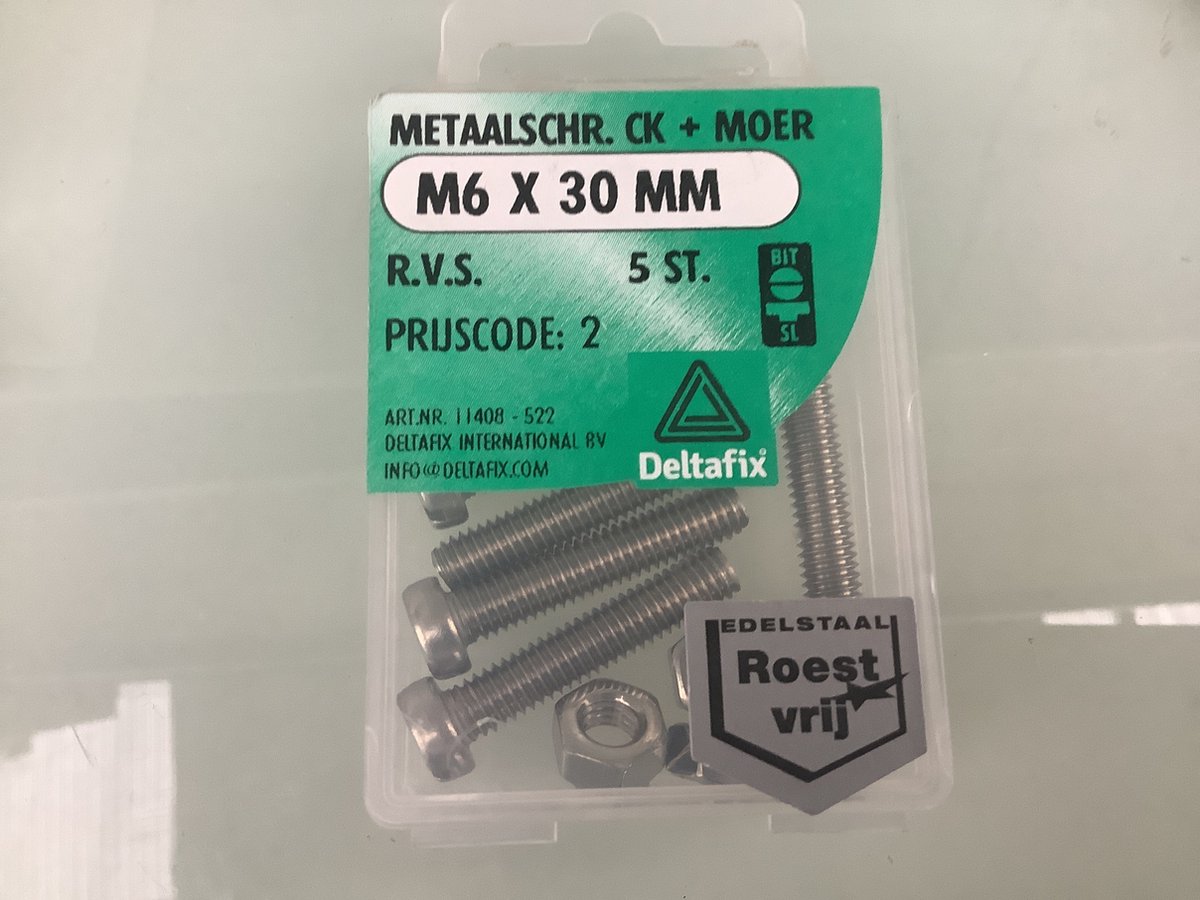 METAALSCHR. CK + MOER
M6 X 30 MM
R.V.S. 5 ST.
BIT
SL
PRIJSCODE: 2
ART.NR. 11408 - 522
DELTAFIX INTERNATIONAL BV
INFO@DELTAFIX.COM
Deltafix®
EDELSTAAL
Roest
vrij